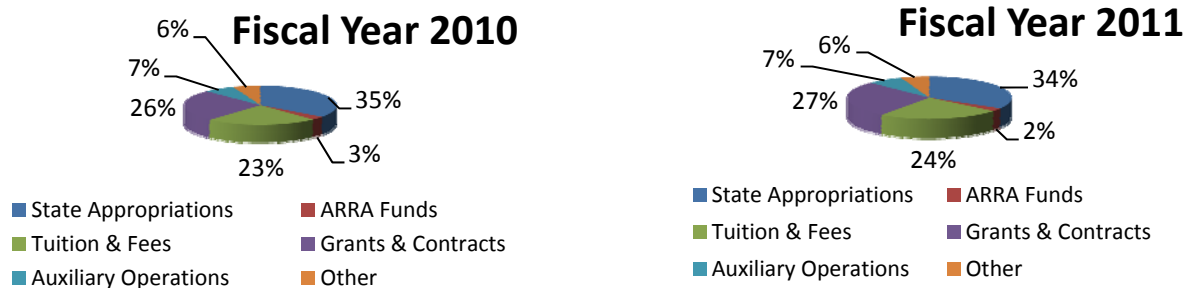 Fiscal Year 2010
6%
7%
26%
35%
3%
23%
State Appropriations
ARRA Funds
Tuition & Fees
Grants & Contracts
Auxiliary Operations
Other
Fiscal Year 2011
6%
7%
34%
27%
2%
24%
State Appropriations
ARRA Funds
Tuition & Fees
Grants & Contracts
Auxiliary Operations
Other